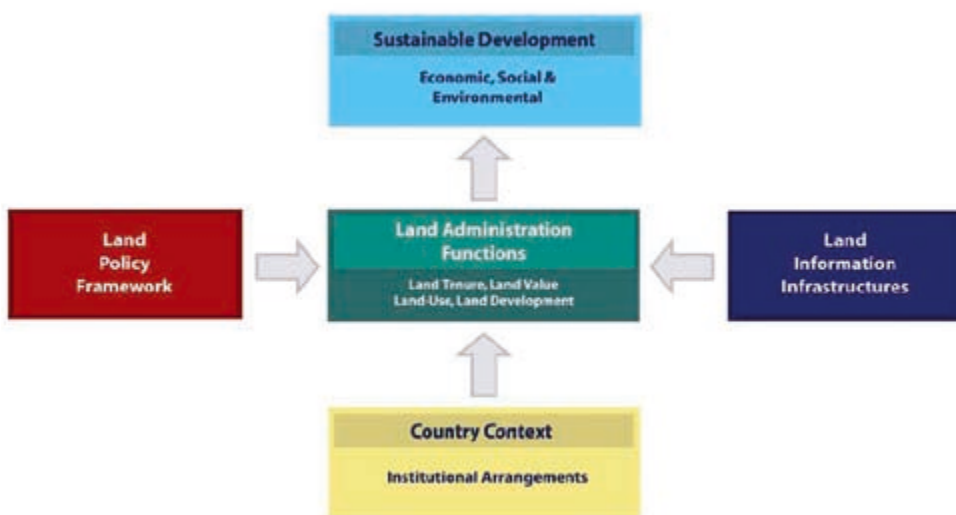 Sustainable Development
Economic, Social &
Environmental
Land
Policy
Framework
Land Administration
Functions
Land Tenure, Land Value
Land-Use, Land Development
Land
Information
Infrastructures
Country Context
Institutional Arrangements